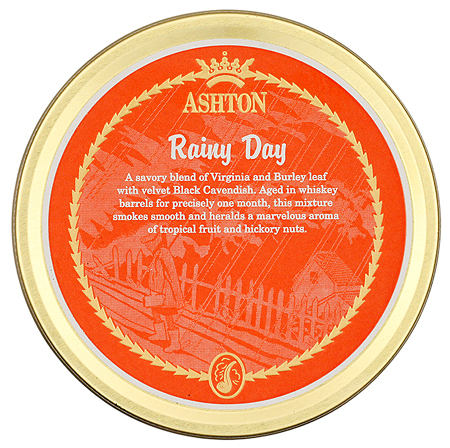 ASHTON
Rainy Day
A savory blend of Virginia and Burley leaf
with velvet Black Cavendish. Aged in whiskey
barrels for precisely one month, this mixture
smokes smooth and heralds a marvelous aroma
of tropical fruit and hickory nuts.